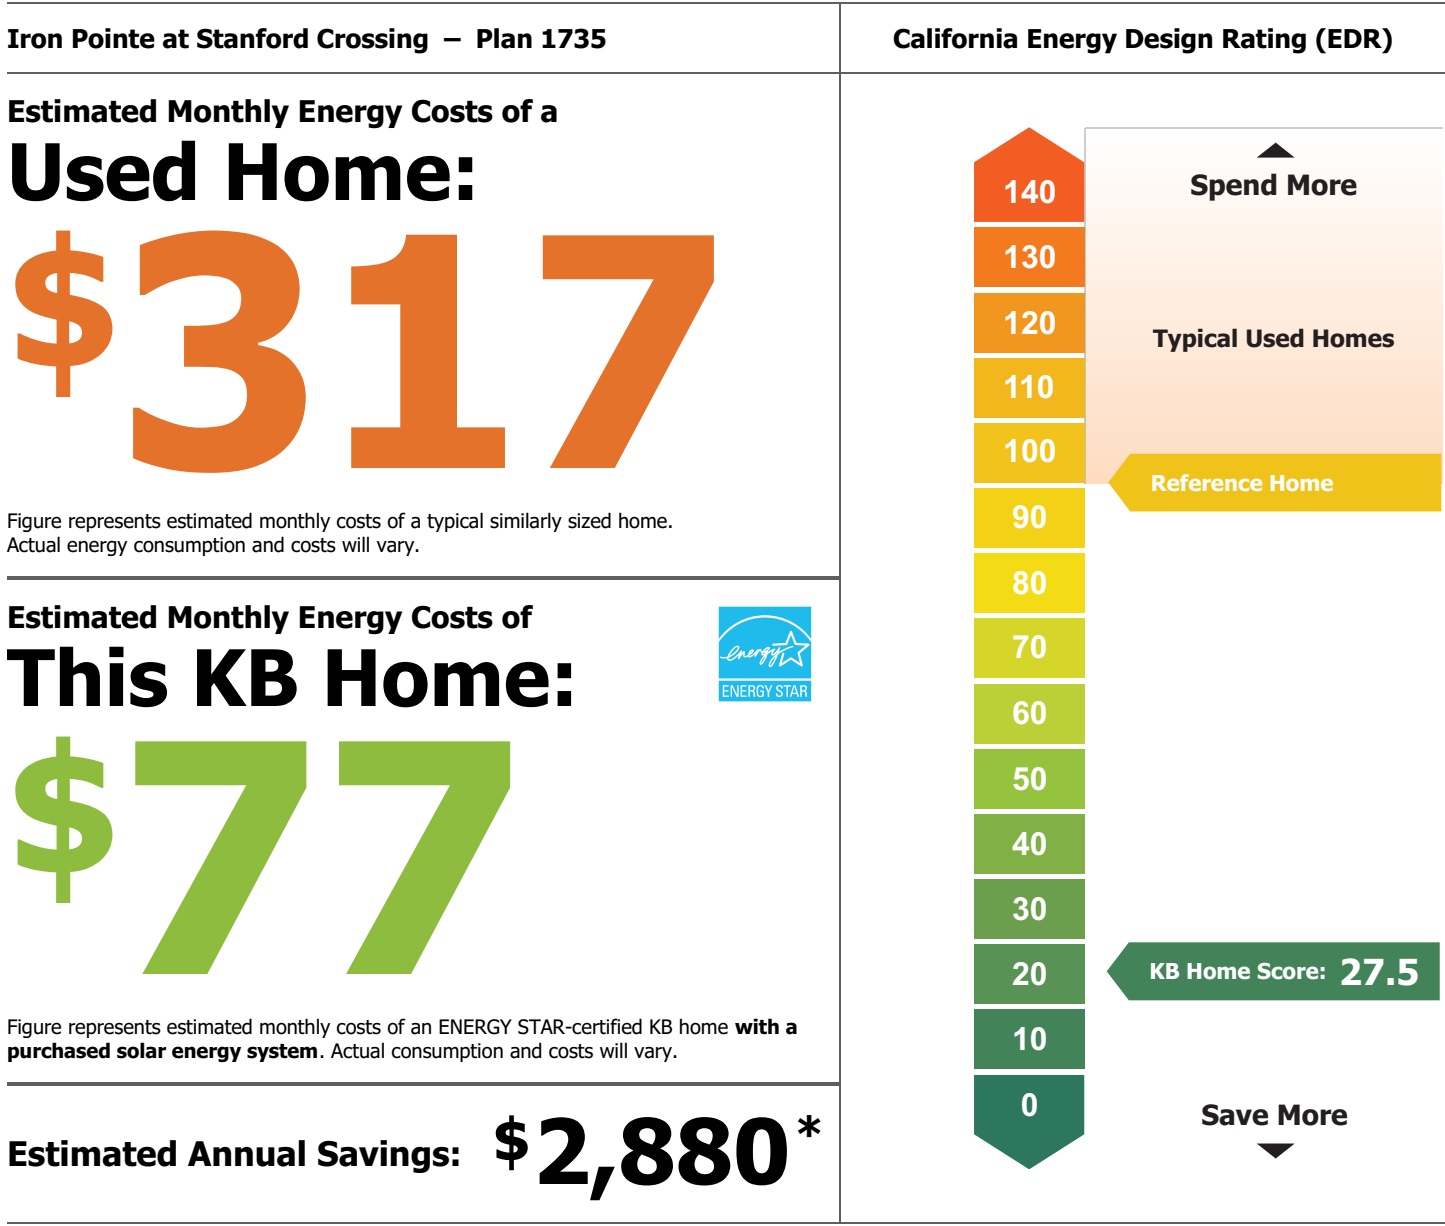 Iron Pointe at Stanford Crossing – Plan 1735
Estimated Monthly Energy Costs of a
Used Home:
$317
Figure represents estimated monthly costs of a typical similarly sized home.
Actual energy consumption and costs will vary.
Estimated Monthly Energy Costs of
This KB Home:
energy
ENERGY STAR
$77
Figure represents estimated monthly costs of an ENERGY STAR-certified KB home with a
purchased solar energy system. Actual consumption and costs will vary.
Estimated Annual Savings: $2,880*
California Energy Design Rating (EDR)
140
Spend More
130
120
Typical Used Homes
110
100
Reference Home
90
80
70
60
50
40
30
20
KB Home Score: 27.5
10
0
Save More